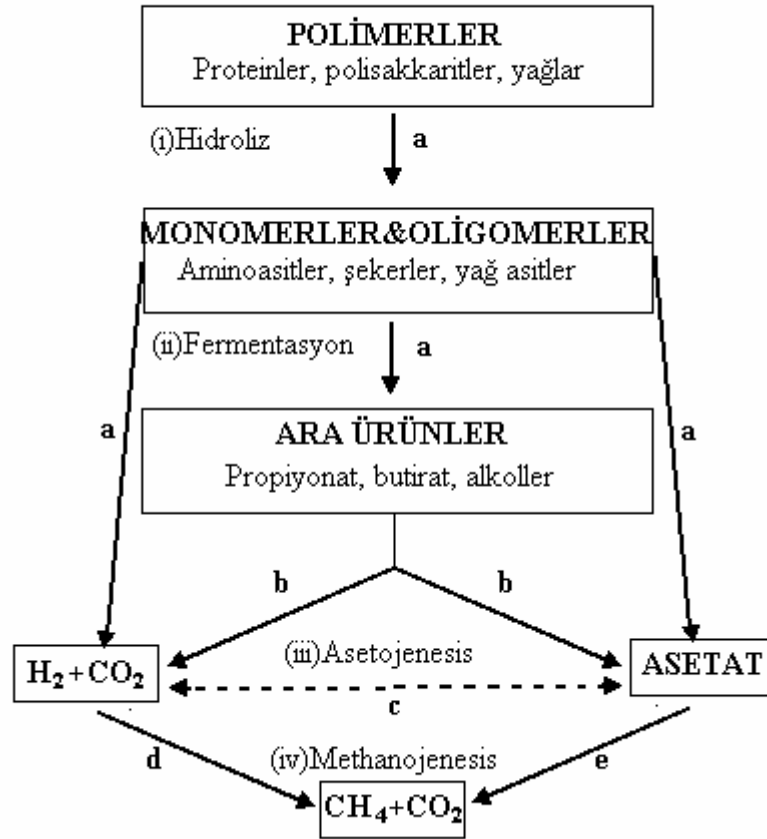 POLİMERLER
Proteinler, polisakkaritler, yağlar
(i)Hidroliz
a
MONOMERLER&OLİGOMERLER
Aminoasitler, şekerler, yağ asitler
(ii)Fermentasyon
a
a
a
ARA ÜRÜNLER
Propiyonat, butirat, alkoller
b
b
(iii)Asetojenesis
H₂+CO₂
ASETAT
c
d
(iv)Methanojenesis
e
CH₄+CO₂